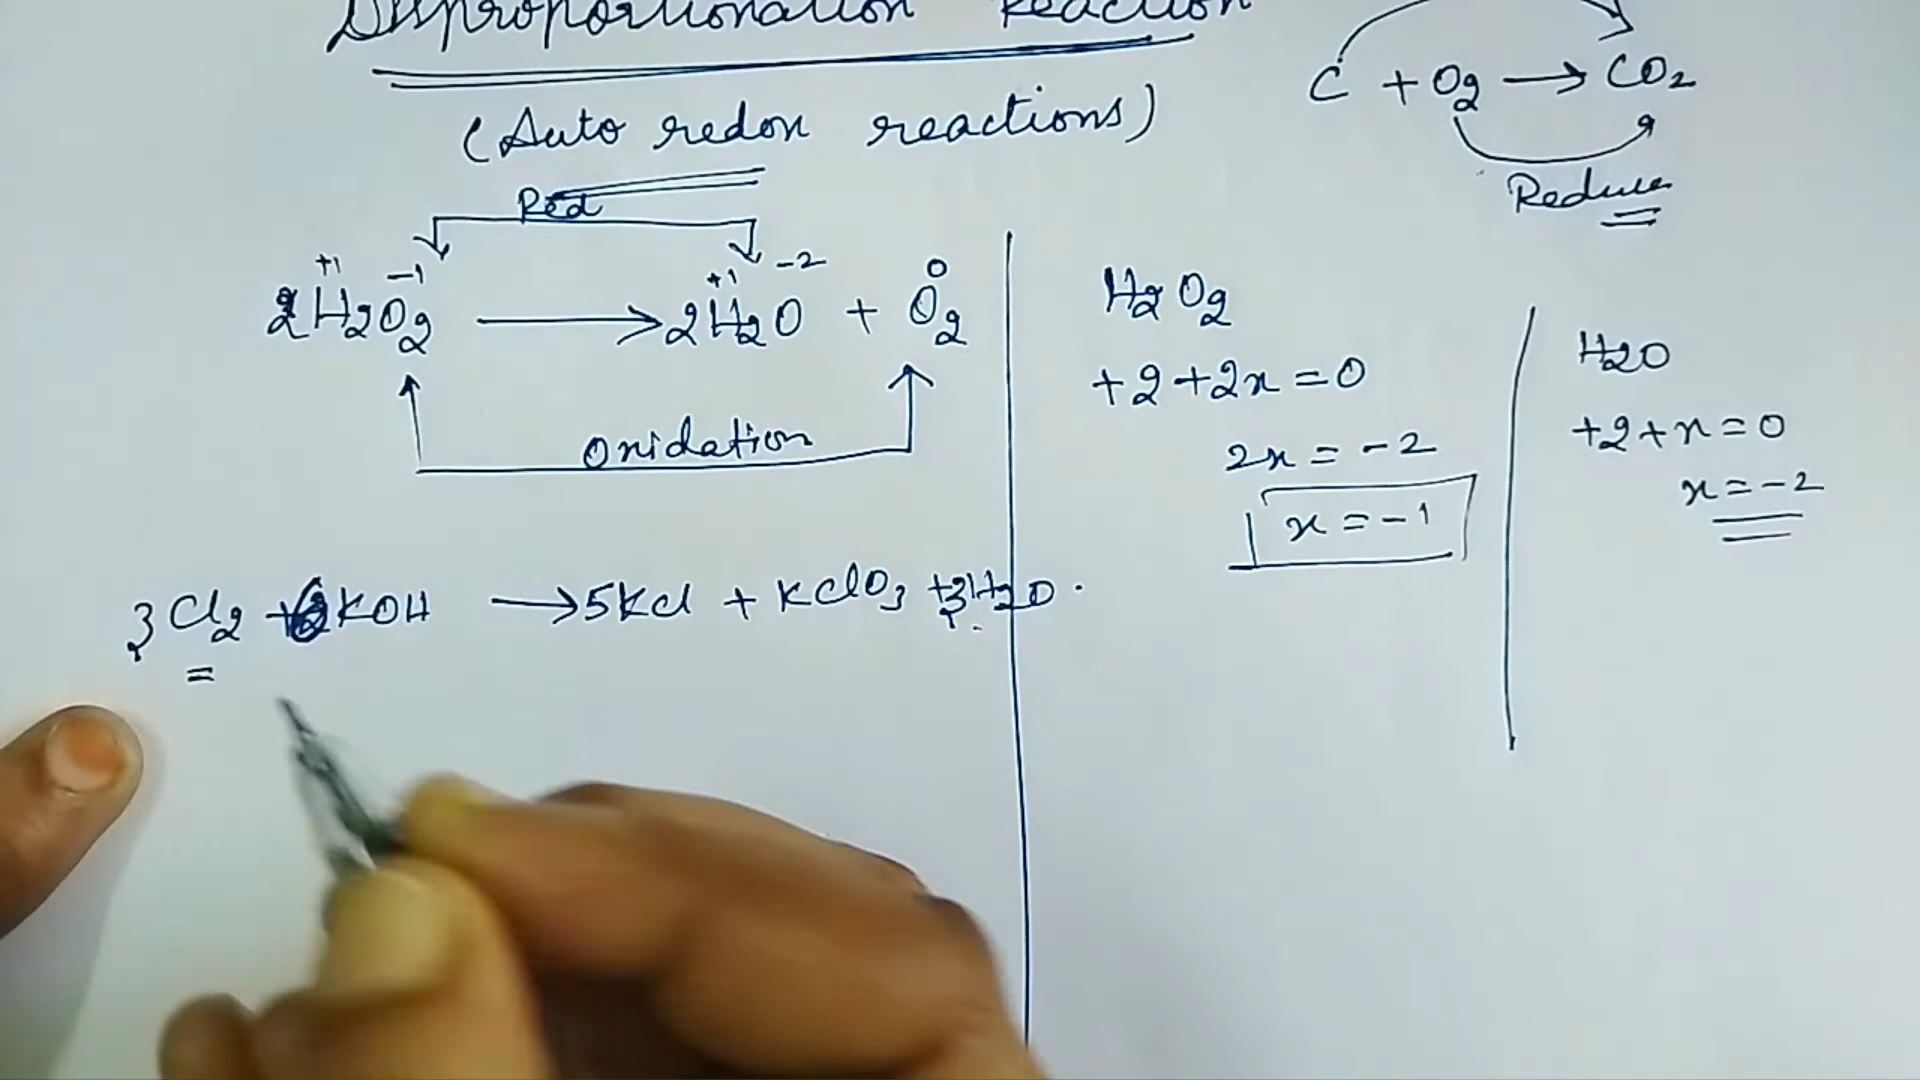 Disproportionation Reaction
(Auto redox reactions)
C + O2 → CO2
Reduce
Red
+1 -1 +1 -2 0
2H2O2 → 2H2O + O2
oxidation
H2O2
+2+2x=0
2x=-2
x=-1
H2O
+2+x=0
x=-2
3Cl2 +6KOH → 5KCl + KClO3 +3H2O.